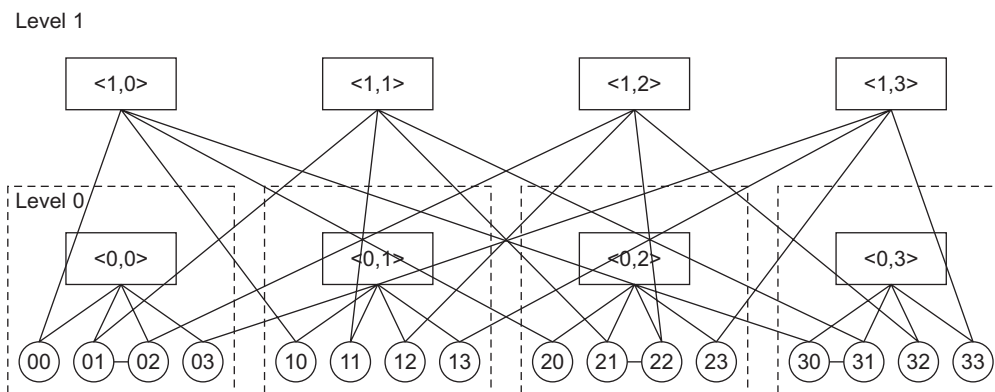 Level 1
<1,0> <1,1> <1,2> <1,3>
Level 0
<0,0> <0,1> <0,2> <0,3>
00 01 02 03 10 11 12 13 20 21 22 23 30 31 32 33